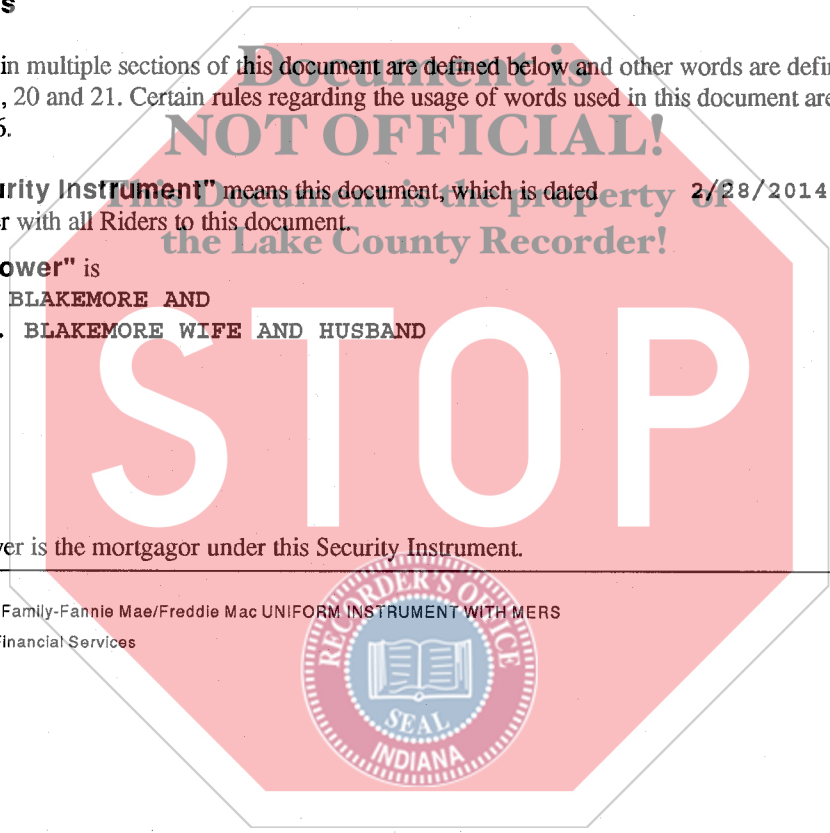 s
in multiple sections of this document are defined below and other words are defin
, 20 and 21. Certain rules regarding the usage of words used in this document are
6.
Document is
NOT OFFICIAL!
This Document is the property of
the Lake County Recorder!
urity Instrument" means this document, which is dated 2/28/2014
r with all Riders to this document.
ower" is
BLAKEMORE AND
. BLAKEMORE WIFE AND HUSBAND
STOP
er is the mortgagor under this Security Instrument.
Family-Fannie Mae/Freddie Mac UNIFORM INSTRUMENT WITH MERS
Financial Services
RECORDER'S OFFICE
SEAL
INDIANA